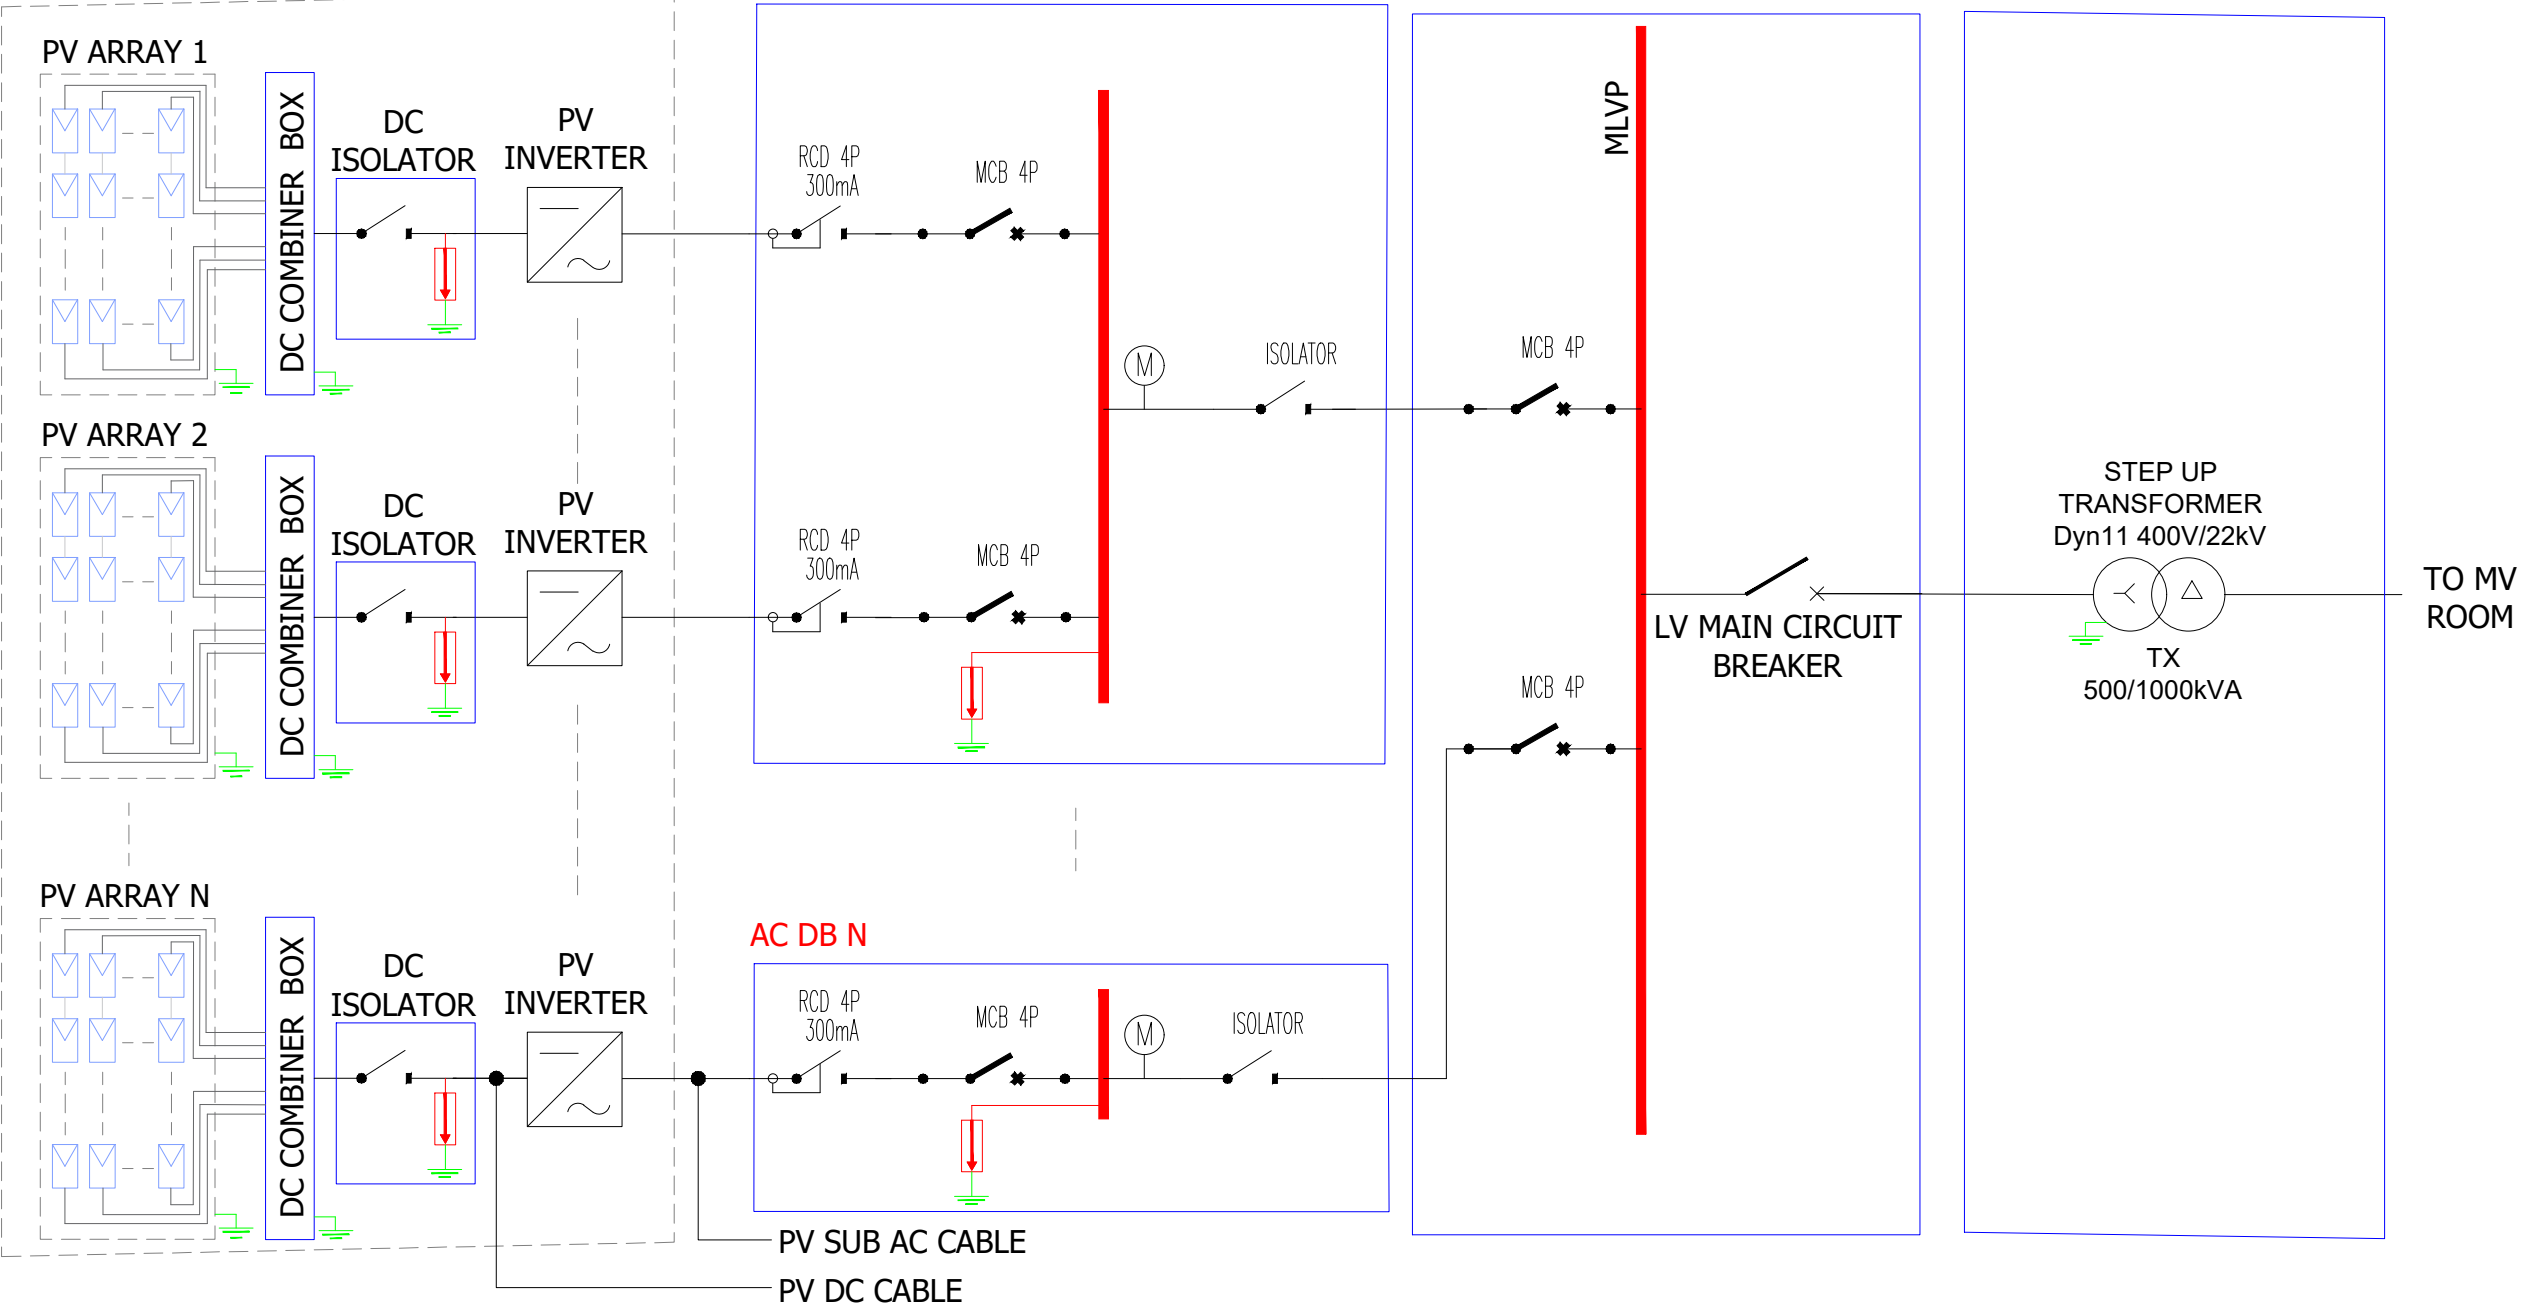 PV ARRAY 1
DC COMBINER BOX
DC
ISOLATOR
PV
INVERTER
RCD 4P
300mA
MCB 4P
M
ISOLATOR
MCB 4P
MLVP
PV ARRAY 2
DC COMBINER BOX
DC
ISOLATOR
PV
INVERTER
RCD 4P
300mA
MCB 4P
MCB 4P
LV MAIN CIRCUIT
BREAKER
STEP UP
TRANSFORMER
Dyn11 400V/22kV
TX
500/1000kVA
TO MV
ROOM
PV ARRAY N
DC COMBINER BOX
DC
ISOLATOR
PV
INVERTER
AC DB N
RCD 4P
300mA
MCB 4P
M
ISOLATOR
PV SUB AC CABLE
PV DC CABLE